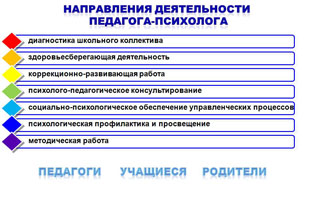 НАПРАВЛЕНИЯ ДЕЯТЕЛЬНОСТИ
ПЕДАГОГА-ПСИХОЛОГА
диагностика школьного коллектива
здоровьесберегающая деятельность
коррекционно-развивающая работа
психолого-педагогическое консультирование
социально-психологическое обеспечение управленческих процессов
психологическая профилактика и просвещение
методическая работа
ПЕДАГОГИ УЧАЩИЕСЯ РОДИТЕЛИ